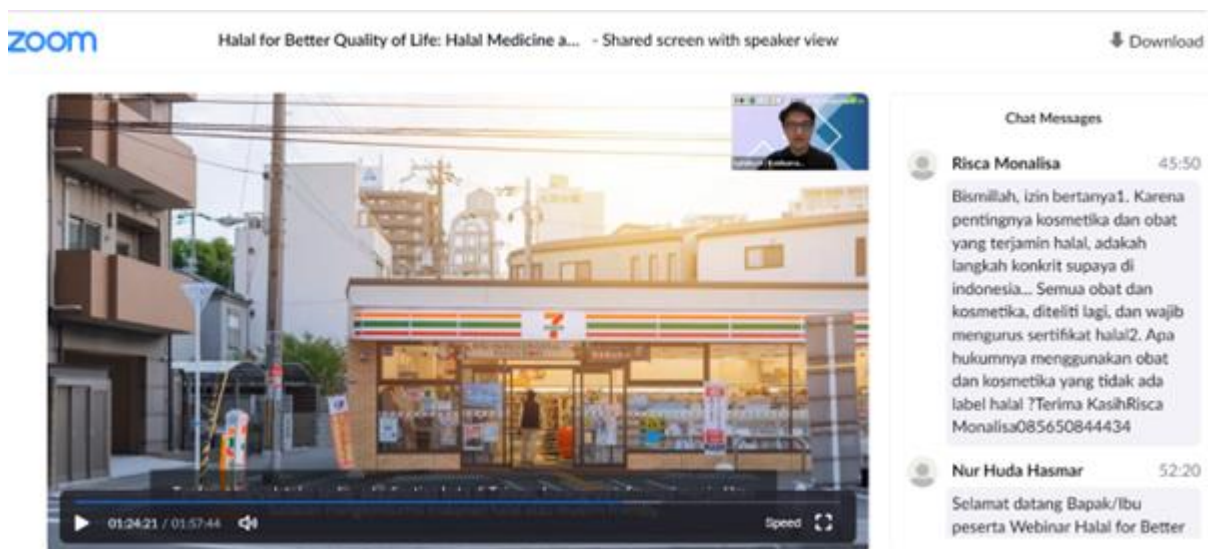 zoom
Halal for Better Quality of Life: Halal Medicine a... - Shared screen with speaker view
Download
7
Chat Messages
Risca Monalisa 45:50
Bismillah, izin bertanya1. Karena
pentingnya kosmetika dan obat
yang terjamin halal, adakah
langkah konkrit supaya di
indonesia... Semua obat dan
kosmetika, diteliti lagi, dan wajib
mengurus sertifikat halal2. Apa
hukumnya menggunakan obat
dan kosmetika yang tidak ada
label halal ?Terima KasihRisca
Monalisa085650844434
Nur Huda Hasmar 52:20
Selamat datang Bapak/Ibu
peserta Webinar Halal for Better
01:24:21 / 01:57:44
Speed